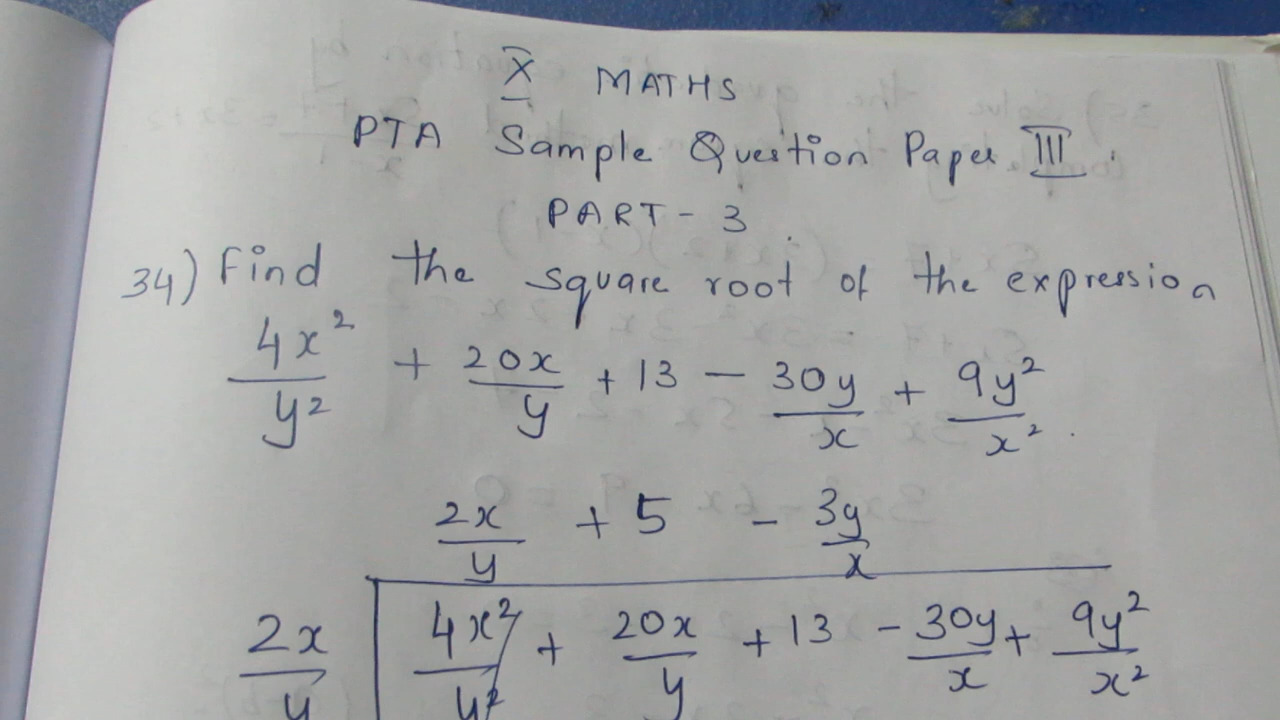 X MATHS
PTA Sample Question Paper III.
PART - 3.
34) Find the square root of the expression
4x²/y² + 20x/y + 13 - 30y/x + 9y²/x².
2x/y + 5 - 3y/x
2x/y | 4x²/y² + 20x/y + 13 - 30y/x + 9y²/x²